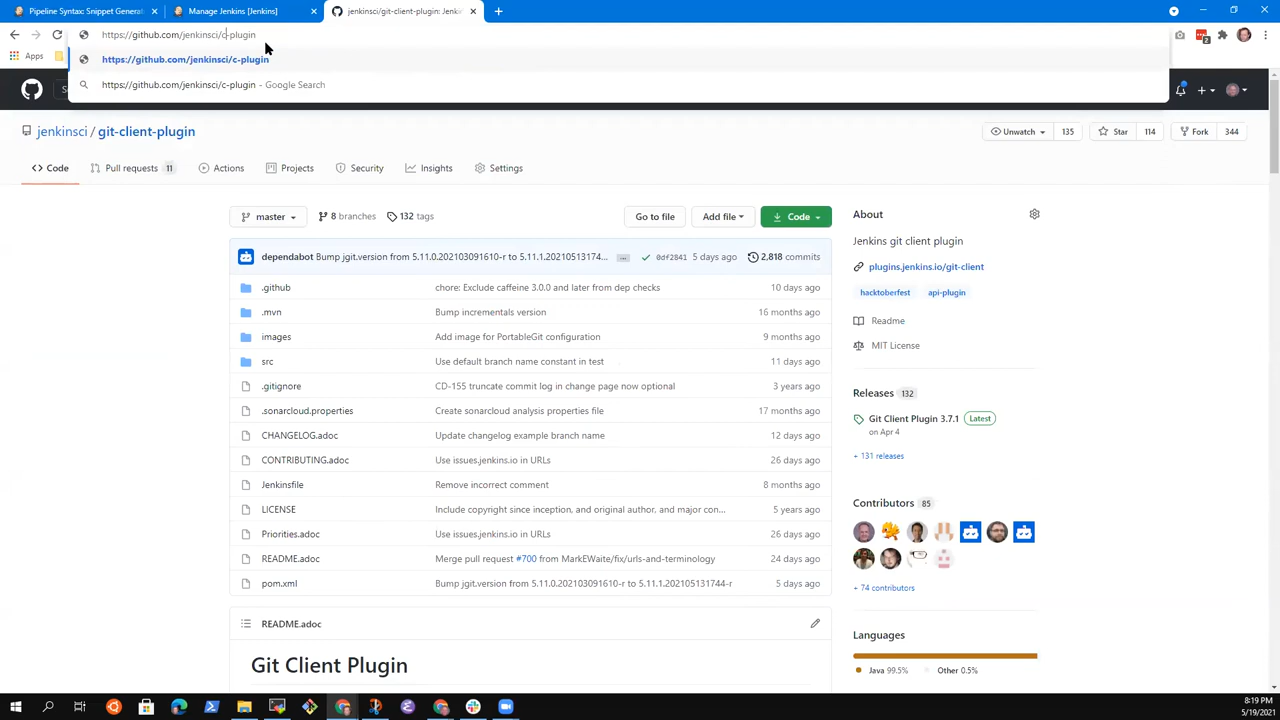 Pipeline Syntax: Snippet Generat
Manage Jenkins [Jenkins]
jenkinsci/git-client-plugin: Jenki
https://github.com/jenkinsci/c-plugin
Apps
https://github.com/jenkinsci/c-plugin
https://github.com/jenkinsci/c-plugin - Google Search
2
jenkinsci / git-client-plugin
Unwatch 135
Star 114
Fork 344
Code
Pull requests 11
Actions
Projects
Security
Insights
Settings
master
8 branches
132 tags
Go to file
Add file
Code
dependabot Bump jgit.version from 5.11.0.202103091610-r to 5.11.1.2021051317​4... ... 0df2841 5 days ago 2,818 commits
.github chore: Exclude caffeine 3.0.0 and later from dep checks 10 days ago
.mvn Bump incrementals version 16 months ago
images Add image for PortableGit configuration 9 months ago
src Use default branch name constant in test 11 days ago
.gitignore CD-155 truncate commit log in change page now optional 3 years ago
.sonarcloud.properties Create sonarcloud analysis properties file 17 months ago
CHANGELOG.adoc Update changelog example branch name 12 days ago
CONTRIBUTING.adoc Use issues.jenkins.io in URLs 26 days ago
Jenkinsfile Remove incorrect comment 8 months ago
LICENSE Include copyright since inception, and original author, and major con... 5 years ago
Priorities.adoc Use issues.jenkins.io in URLs 26 days ago
README.adoc Merge pull request #700 from MarkEWaite/fix/urls-and-terminology 24 days ago
pom.xml Bump jgit.version from 5.11.0.202103091610-r to 5.11.1.202105131744-r 5 days ago
README.adoc
Git Client Plugin
About
Jenkins git client plugin
plugins.jenkins.io/git-client
hacktoberfest api-plugin
Readme
MIT License
Releases 132
Git Client Plugin 3.7.1 Latest
on Apr 4
+ 131 releases
Contributors 85
+ 74 contributors
Languages
Java 99.5% Other 0.5%
8:19 PM
5/19/2021